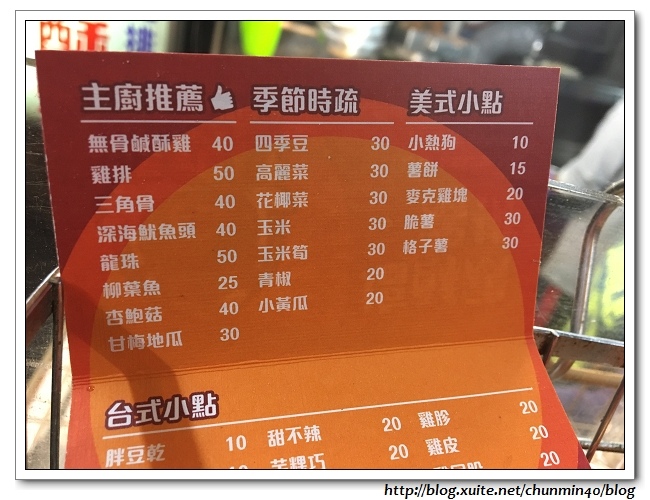 主廚推薦
無骨鹹酥雞 40
雞排 50
三角骨 40
深海魷魚頭 40
龍珠 50
柳葉魚 25
杏鮑菇 40
甘梅地瓜 30
季節時疏
四季豆 30
高麗菜 30
花椰菜 30
玉米 30
玉米筍 30
青椒 20
小黃瓜 20
美式小點
小熱狗 10
薯餅 15
麥克雞塊 20
脆薯 30
格子薯 30
台式小點
胖豆乾 10
甜不辣 20
雞胗 20
雞皮 20
20
http://blog.xuite.net/chunmin40/blog